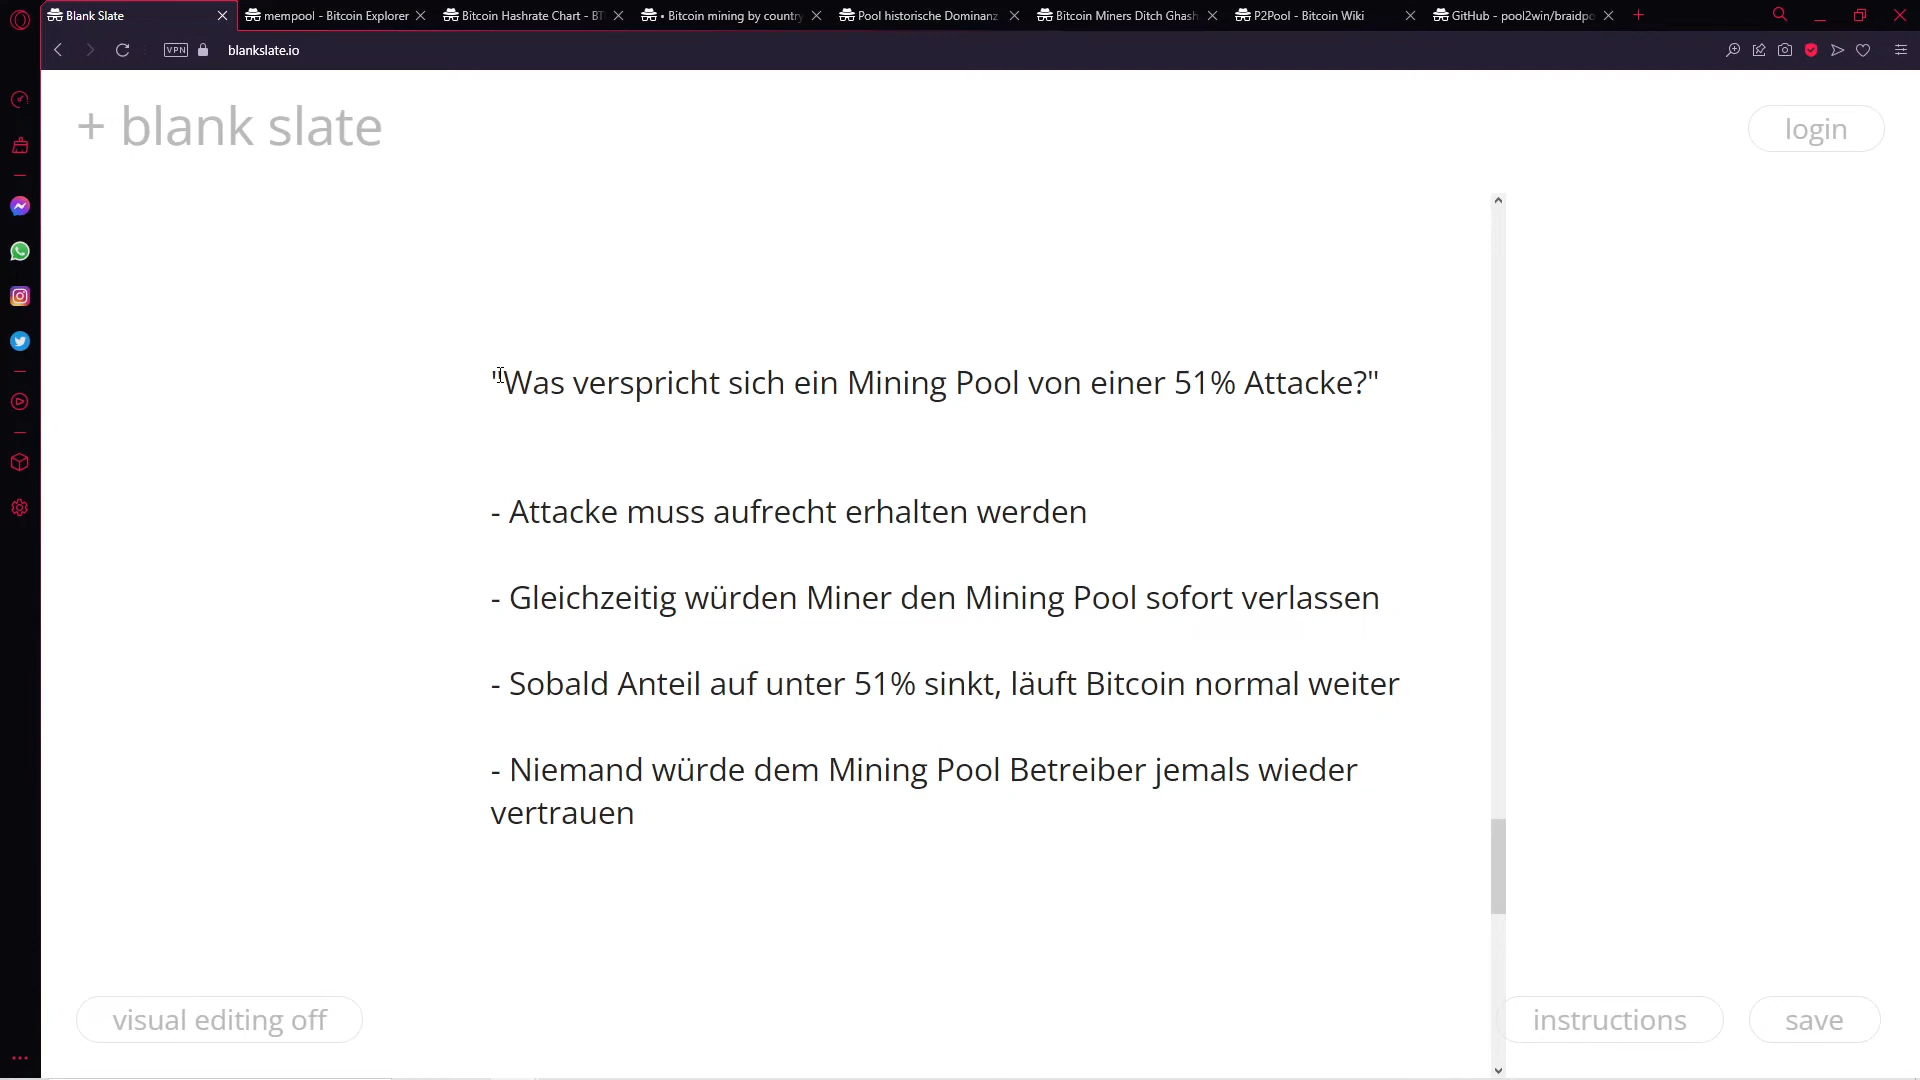 Blank Slate
mempool - Bitcoin Explorer
Bitcoin Hashrate Chart - BT
• Bitcoin mining by country
Pool historische Dominanz
Bitcoin Miners Ditch Ghash
P2Pool - Bitcoin Wiki
GitHub - pool2win/braidpo
VPN
blankslate.io
+ blank slate
login
"Was verspricht sich ein Mining Pool von einer 51% Attacke?"
- Attacke muss aufrecht erhalten werden
- Gleichzeitig würden Miner den Mining Pool sofort verlassen
- Sobald Anteil auf unter 51% sinkt, läuft Bitcoin normal weiter
- Niemand würde dem Mining Pool Betreiber jemals wieder
vertrauen
visual editing off
instructions
save